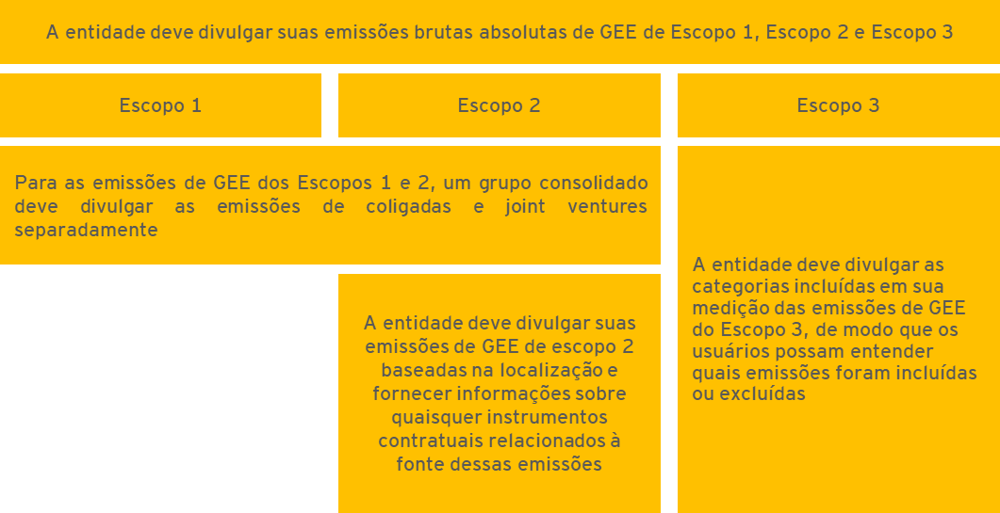 A entidade deve divulgar suas emissões brutas absolutas de GEE de Escopo 1, Escopo 2 e Escopo 3
Escopo 1
Escopo 2
Escopo 3
Para as emissões de GEE dos Escopos 1 e 2, um grupo consolidado
deve divulgar as emissões de coligadas e joint ventures
separadamente
A entidade deve divulgar suas
emissões de GEE de escopo 2
baseadas na localização e
fornecer informações sobre
quaisquer instrumentos
contratuais relacionados à
fonte dessas emissões
A entidade deve divulgar as
categorias incluídas em sua
medição das emissões de GEE
do Escopo 3, de modo que os
usuários possam entender
quais emissões foram incluídas
ou excluídas